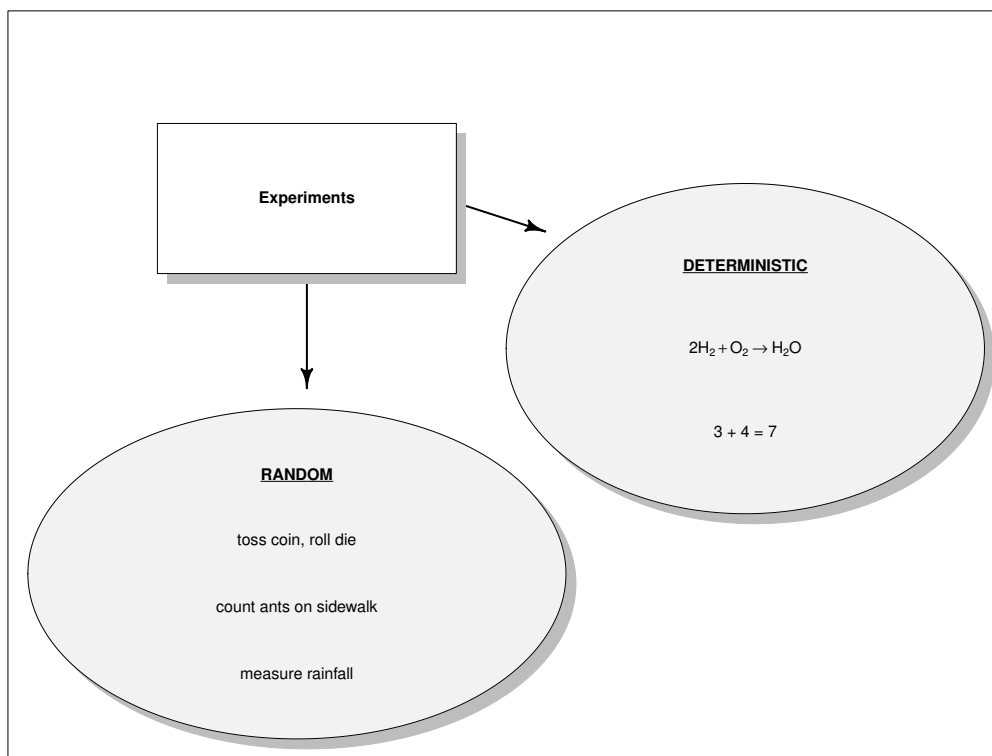 Experiments
DETERMINISTIC
2H₂ + O₂ → H₂O
3 + 4 = 7
RANDOM
toss coin, roll die
count ants on sidewalk
measure rainfall